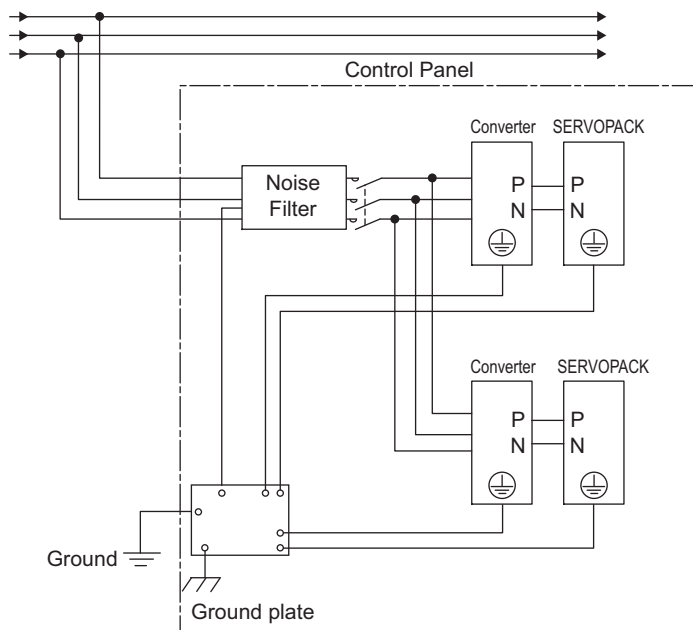 Control Panel
Converter SERVOPACK
Noise
Filter
P P
N N
Converter SERVOPACK
P P
N N
Ground
Ground plate